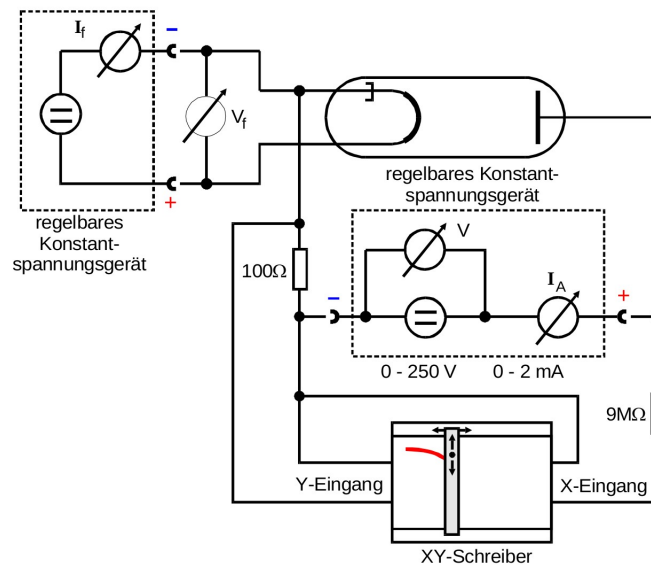 I_f
−
V_f
+
regelbares
Konstant-
spannungsgerät
regelbares Konstant-
spannungsgerät
V
100Ω
−
I_A
+
0 - 250 V
0 - 2 mA
9MΩ
Y-Eingang
X-Eingang
XY-Schreiber